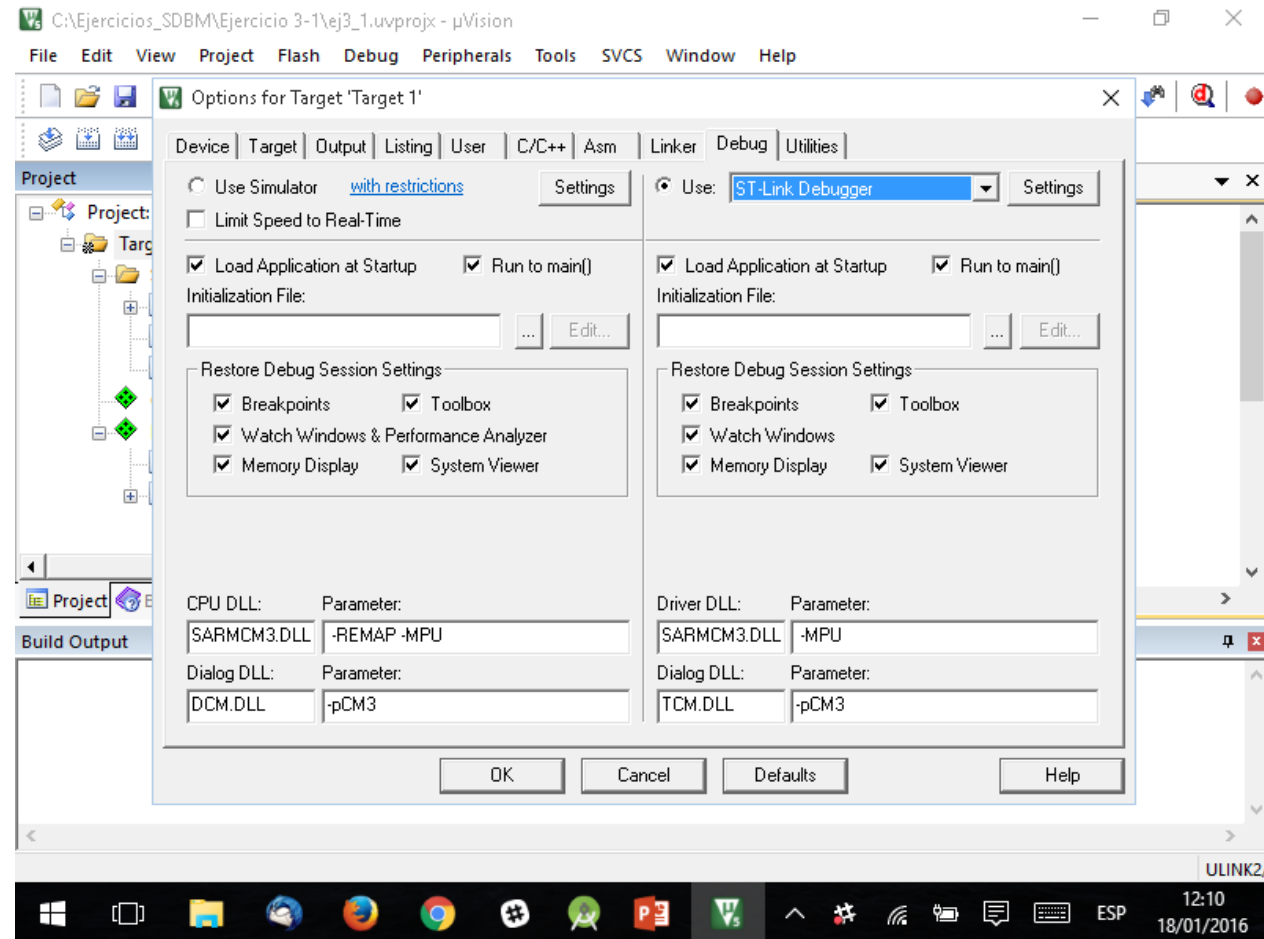 C:\Ejercicios_SDBM\Ejercicio 3-1\ej3_1.uvprojx - µVision
File Edit View Project Flash Debug Peripherals Tools SVCS Window Help
Options for Target 'Target 1'
Device Target Output Listing User C/C++ Asm Linker Debug Utilities
Project
Use Simulator with restrictions Settings Use: ST-Link Debugger Settings
Project:
Limit Speed to Real-Time
Targ
Load Application at Startup Run to main() Load Application at Startup Run to main()
Initialization File: Initialization File:
... Edit... ... Edit...
Restore Debug Session Settings Restore Debug Session Settings
Breakpoints Toolbox Breakpoints Toolbox
Watch Windows & Performance Analyzer Watch Windows
Memory Display System Viewer Memory Display System Viewer
Project
CPU DLL: Parameter: Driver DLL: Parameter:
Build Output
SARMCM3.DLL -REMAP -MPU SARMCM3.DLL -MPU
Dialog DLL: Parameter: Dialog DLL: Parameter:
DCM.DLL -pCM3 TCM.DLL -pCM3
OK Cancel Defaults Help
ULINK2/
ESP
12:10
18/01/2016